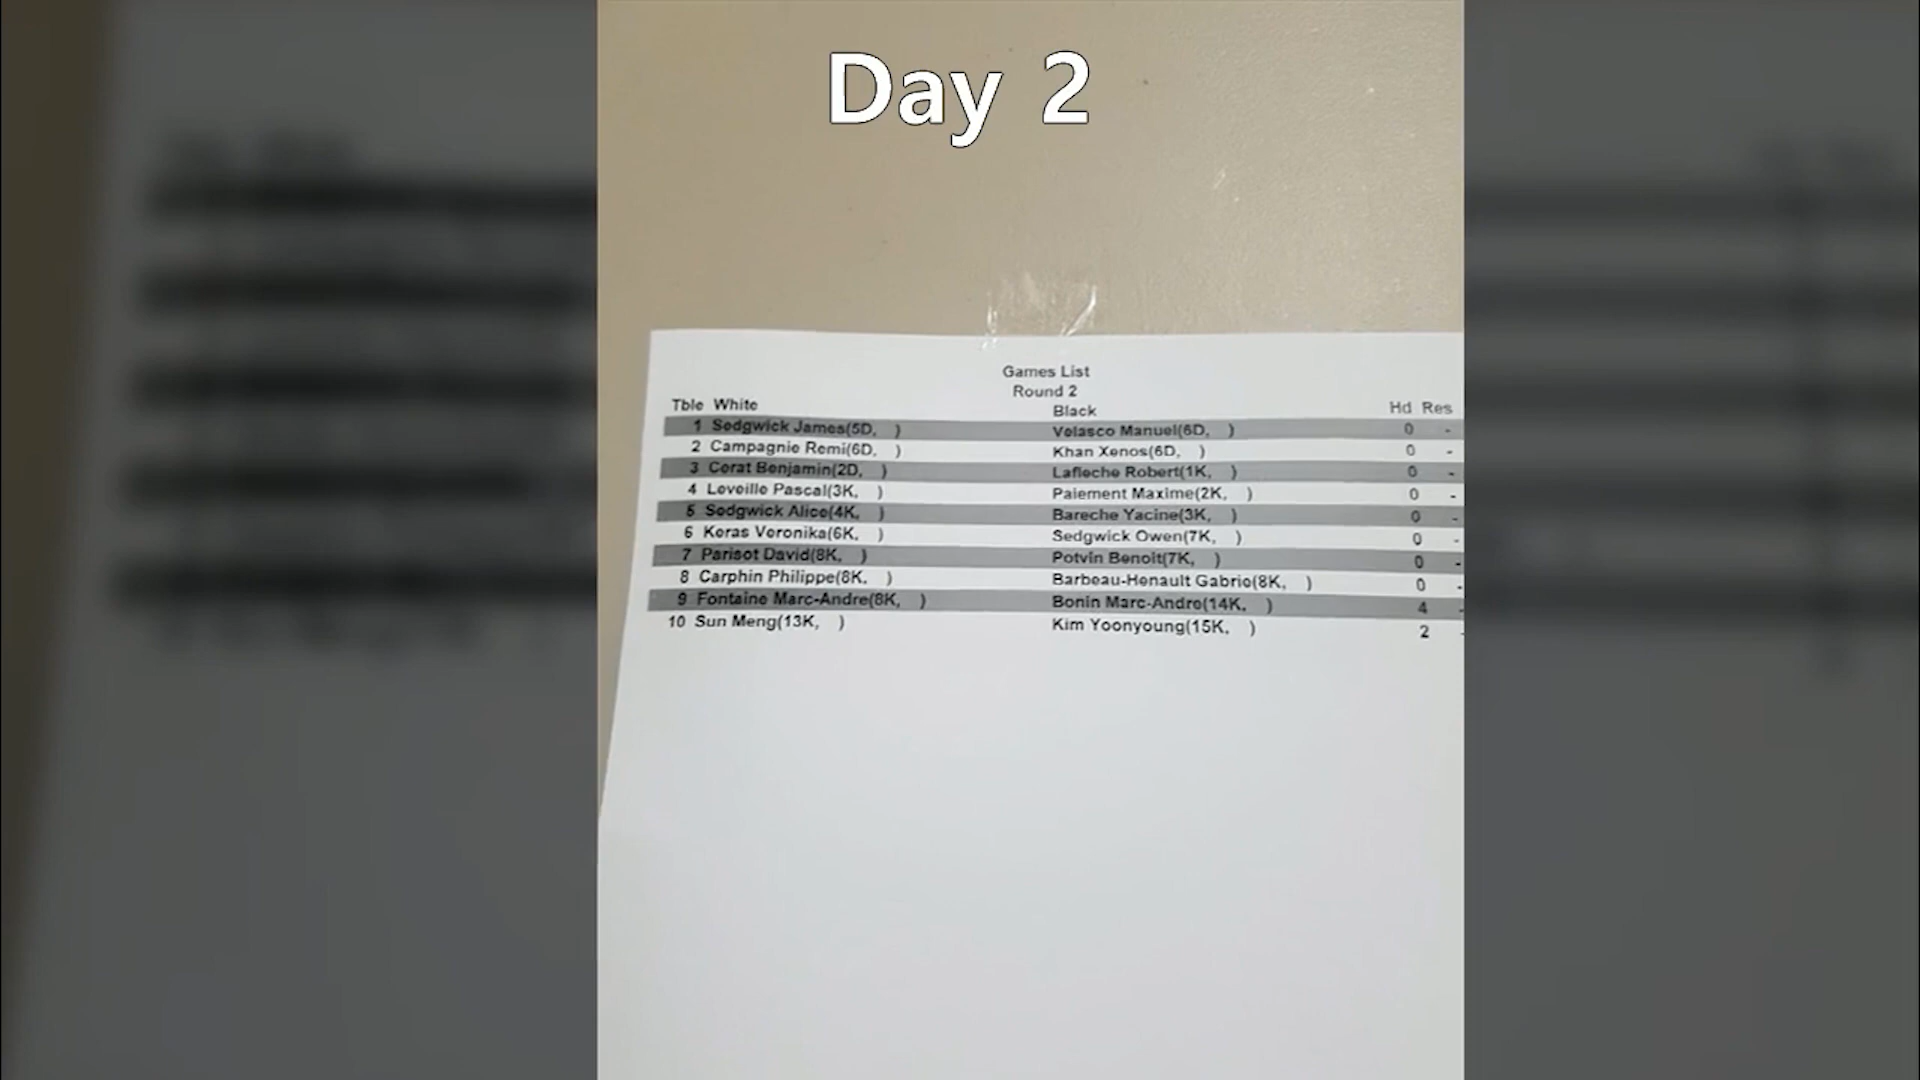 Day 2
Games List
Round 2
Tble White Black Hd Res
1 Sedgwick James(5D, ) Velasco Manuel(6D, ) 0 -
2 Campagnie Remi(6D, ) Khan Xenos(6D, ) 0 -
3 Cerat Benjamin(2D, ) Lafleche Robert(1K, ) 0 -
4 Leveille Pascal(3K, ) Paiement Maxime(2K, ) 0 -
5 Sedgwick Alice(4K, ) Bareche Yacine(3K, ) 0 -
6 Keras Veronika(6K, ) Sedgwick Owen(7K, ) 0 -
7 Parisot David(8K, ) Potvin Benoit(7K, ) 0 -
8 Carphin Philippe(8K, ) Barbeau-Henault Gabrie(8K, ) 0 -
9 Fontaine Marc-Andre(8K, ) Bonin Marc-Andre(14K, ) 4 -
10 Sun Meng(13K, ) Kim Yoonyoung(15K, ) 2 -